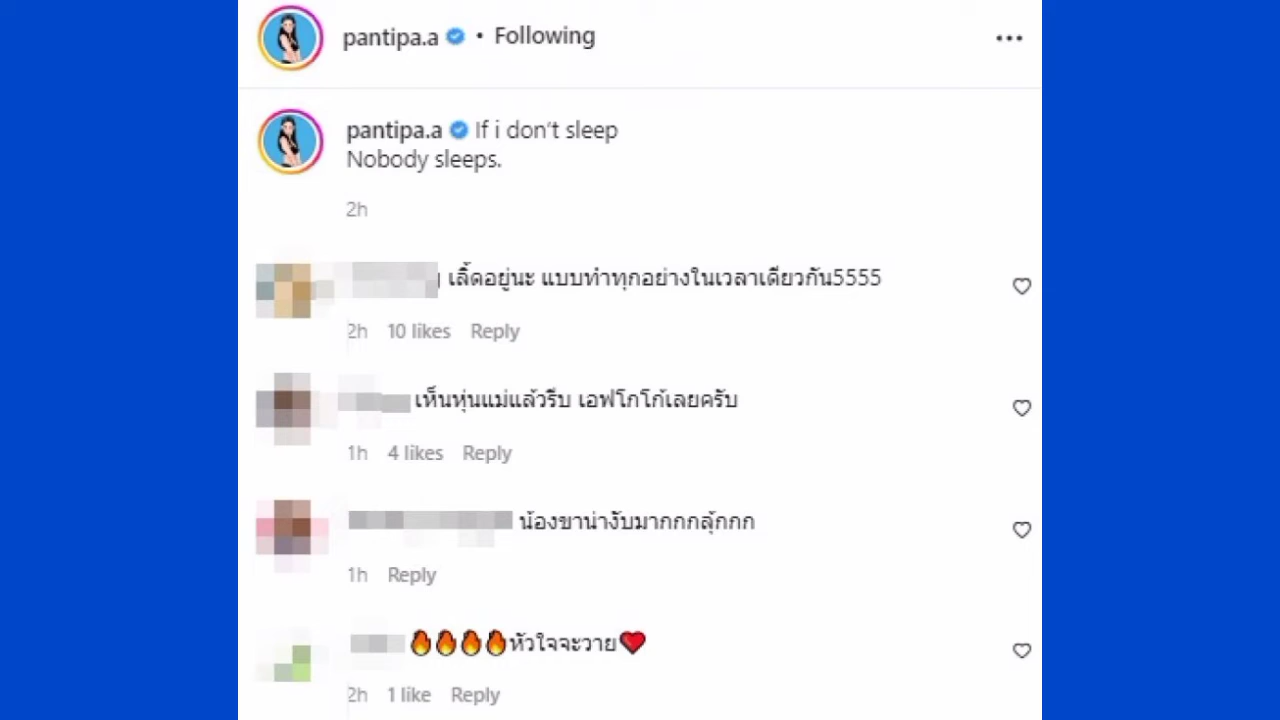 pantipa.a • Following
pantipa.a If i don't sleep
Nobody sleeps.
2h
เลิ้ดอยู่นะ แบบทำทุกอย่างในเวลาเดียวกัน5555
2h 10 likes Reply
เห็นหุ่นแม่แล้วรีบ เอฟโกโก้เลยครับ
1h 4 likes Reply
น้องขาน่างับมากกกลุ้กกก
1h Reply
🔥🔥🔥🔥หัวใจจะวาย❤️
2h 1 like Reply